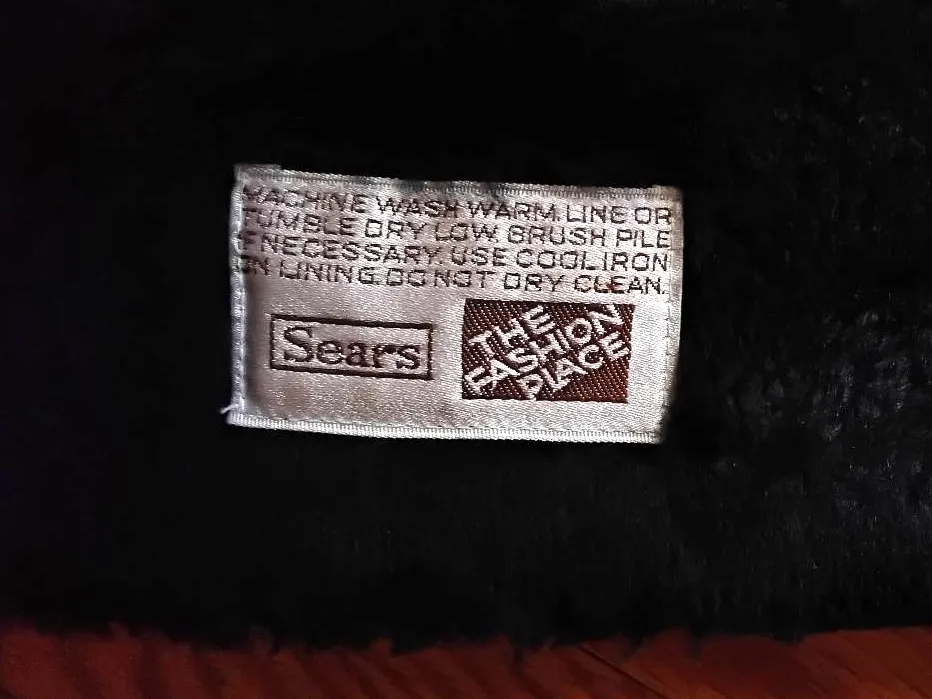 MACHINE WASH WARM. LINE OR
TUMBLE DRY LOW. BRUSH PILE
IF NECESSARY. USE COOL IRON
ON LINING. DO NOT DRY CLEAN.
Sears
THE
FASHION
PLACE